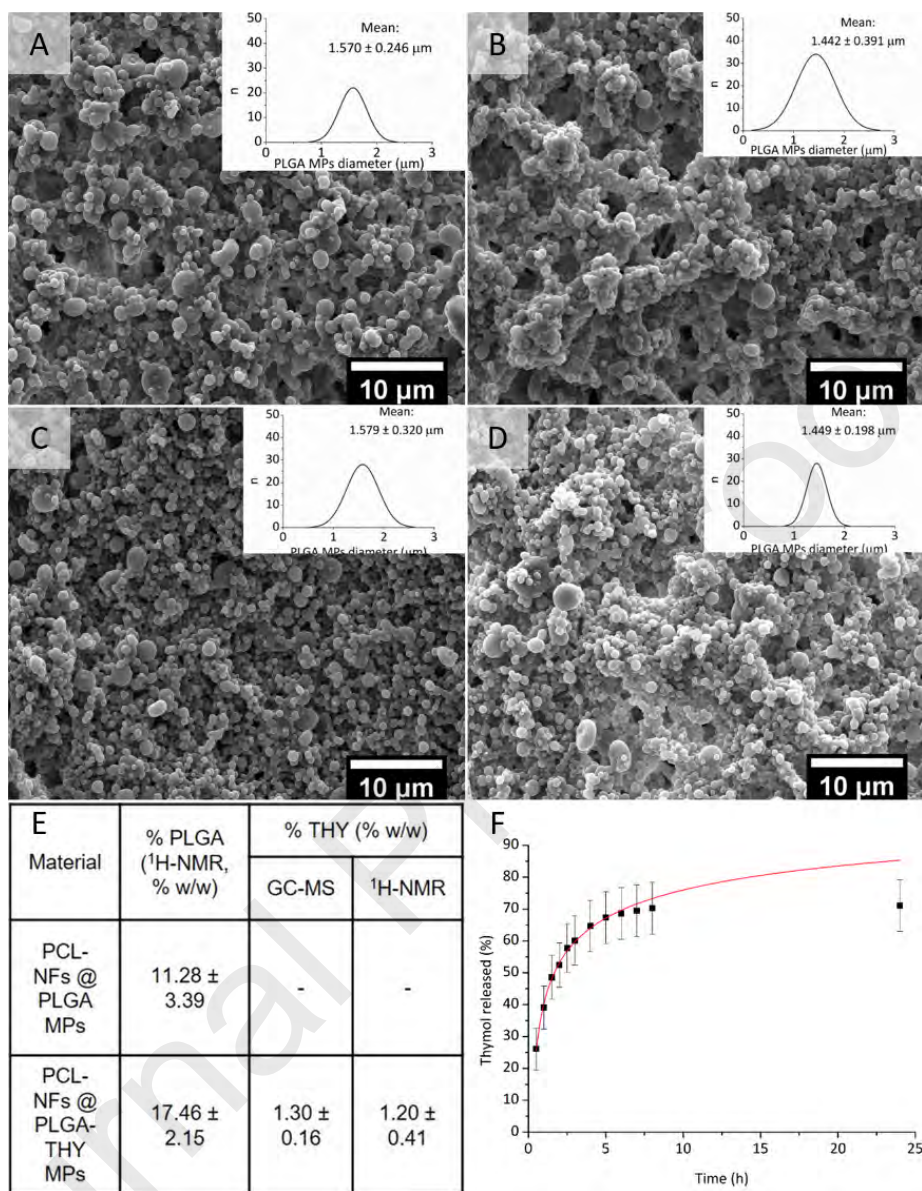 A
Mean:
1.570 ± 0.246 µm
50
40
30
20
10
0
n
0 1 2 3
PLGA MPs diameter (µm)
10 µm
B
Mean:
1.442 ± 0.391 µm
50
40
30
20
10
0
n
0 1 2 3
PLGA MPs diameter (µm)
10 µm
C
Mean:
1.579 ± 0.320 µm
50
40
30
20
10
0
n
0 1 2 3
PLGA MPs diameter (µm)
10 µm
D
Mean:
1.449 ± 0.198 µm
50
40
30
20
10
0
n
0 1 2 3
PLGA MPs diameter (µm)
10 µm
E
Material
% PLGA
(¹H-NMR,
% w/w)
% THY (% w/w)
GC-MS ¹H-NMR
PCL-
NFs @
PLGA
MPs
11.28 ±
3.39
- -
PCL-
NFs @
PLGA-
THY
MPs
17.46 ±
2.15
1.30 ±
0.16
1.20 ±
0.41
F
90
80
70
60
50
40
30
20
10
0
Thymol released (%)
0 5 10 15 20 25
Time (h)